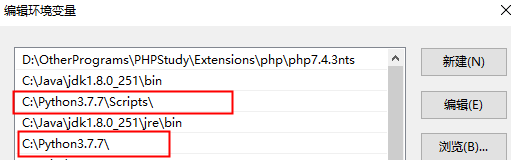 编辑环境变量
D:\OtherPrograms\PHPStudy\Extensions\php\php7.4.3nts
C:\Java\jdk1.8.0_251\bin
C:\Python3.7.7\Scripts\
C:\Java\jdk1.8.0_251\jre\bin
C:\Python3.7.7\
新建(N)
编辑(E)
浏览(B)...